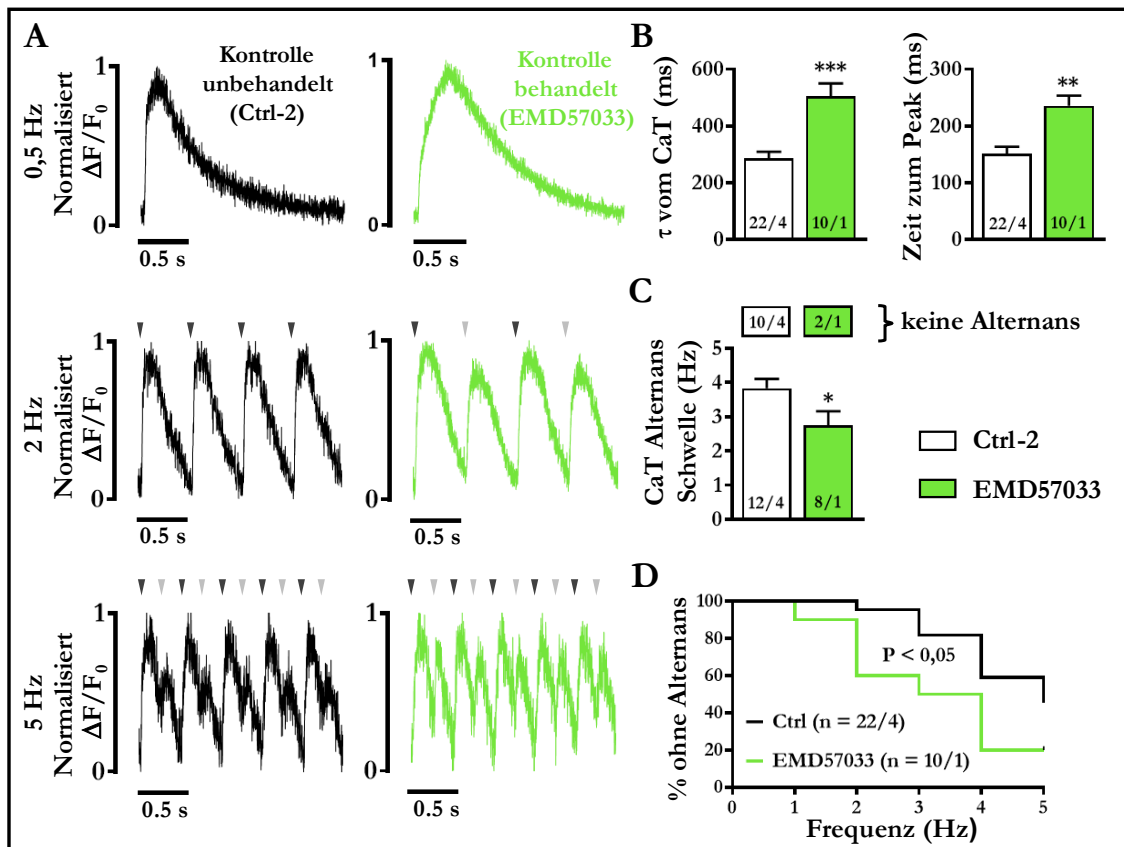 A
0,5 Hz
Normalisiert
ΔF/F0
1
0
Kontrolle
unbehandelt
(Ctrl-2)
0.5 s
1
0
Kontrolle
behandelt
(EMD57033)
0.5 s
2 Hz
Normalisiert
ΔF/F0
1
0
0.5 s
1
0
0.5 s
5 Hz
Normalisiert
ΔF/F0
1
0
0.5 s
1
0
0.5 s
B
τ vom CaT (ms)
600
400
200
0
***
22/4
10/1
Zeit zum Peak (ms)
300
200
100
0
**
22/4
10/1
C
10/4
2/1
} keine Alternans
CaT Alternans
Schwelle (Hz)
5
4
3
2
1
0
*
12/4
8/1
Ctrl-2
EMD57033
D
% ohne Alternans
100
80
60
40
20
0
1
2
3
4
5
P < 0,05
Ctrl (n = 22/4)
EMD57033 (n = 10/1)
Frequenz (Hz)